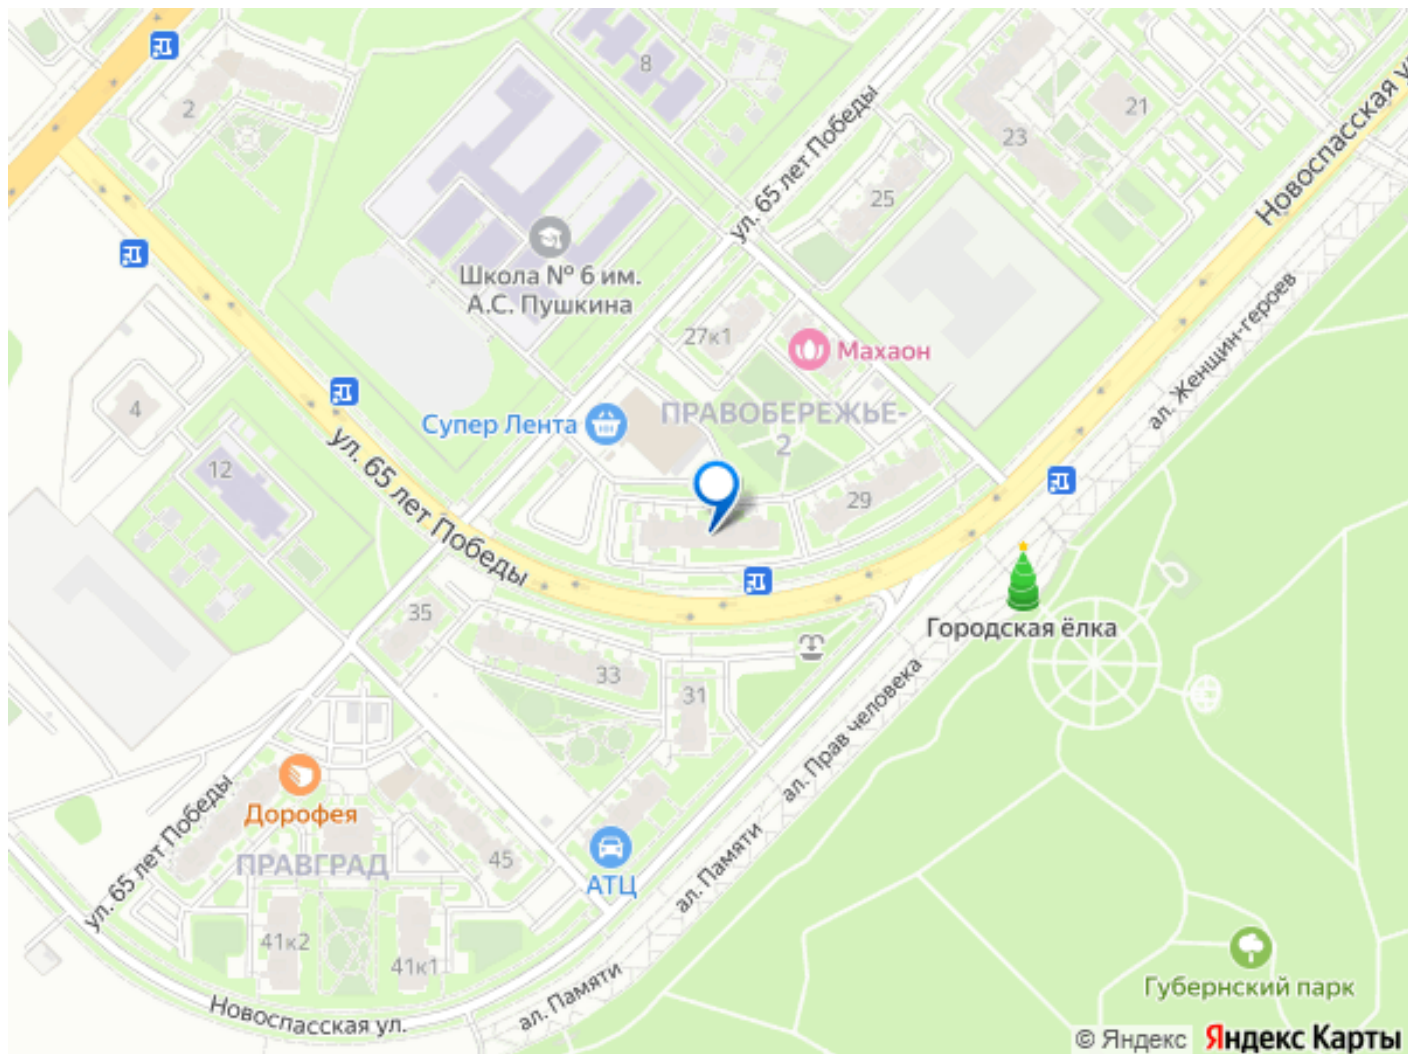 2
8
ул. 65 лет Победы
21
23
Новоспасская у
25
Школа № 6 им.
А.С. Пушкина
27к1
Махаон
ал. Женщин-героев
4
Супер Лента
ПРАВОБЕРЕЖЬЕ-
2
12
ул. 65 лет Победы
29
35
Городская ёлка
33
31
ал. Прав человека
Дорофея
ул. 65 лет Победы
ПРАВГРАД
45
АТЦ
ал. Памяти
41к2
41к1
Губернский парк
Новоспасская ул.
ал. Памяти
© Яндекс Яндекс Карты